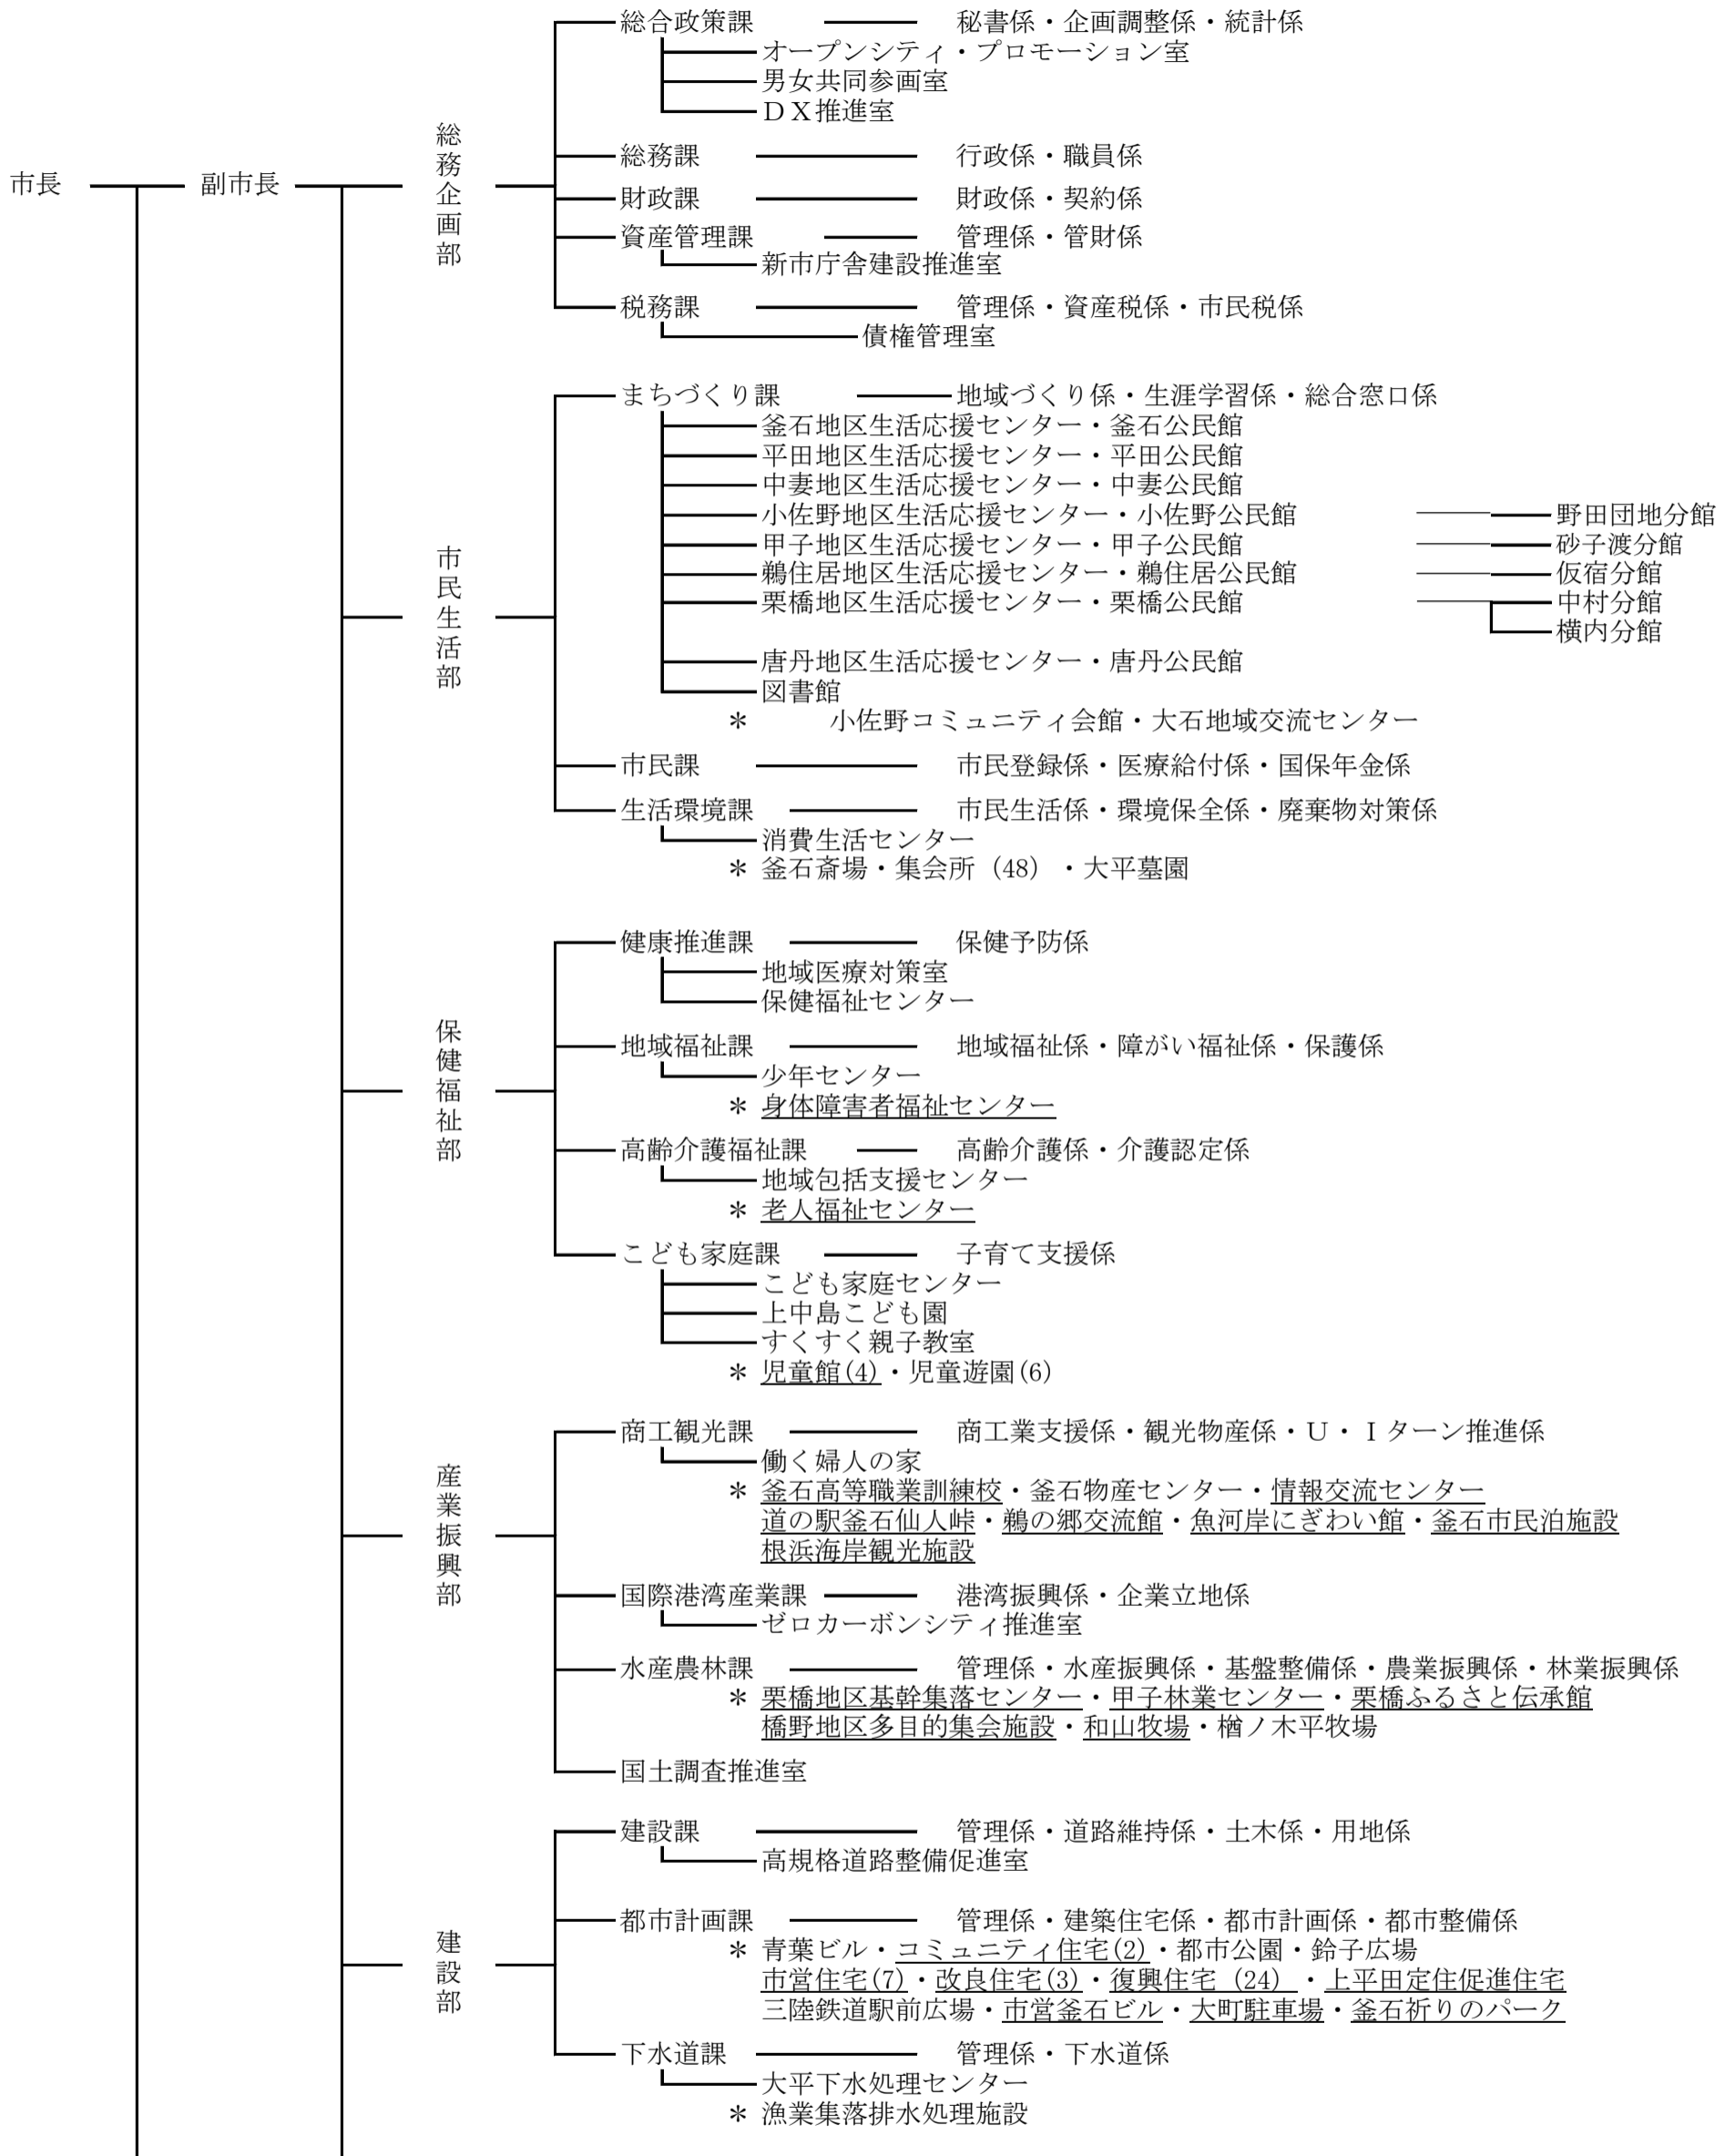 総合政策課　秘書係・企画調整係・統計係
オープンシティ・プロモーション室
男女共同参画室
ＤＸ推進室
総務課　行政係・職員係
市長　副市長　総務企画部
財政課　財政係・契約係
資産管理課　管理係・管財係
新市庁舎建設推進室
税務課　管理係・資産税係・市民税係
債権管理室
市民生活部
まちづくり課　地域づくり係・生涯学習係・総合窓口係
釜石地区生活応援センター・釜石公民館
平田地区生活応援センター・平田公民館
中妻地区生活応援センター・中妻公民館
小佐野地区生活応援センター・小佐野公民館　野田団地分館
甲子地区生活応援センター・甲子公民館　砂子渡分館
鵜住居地区生活応援センター・鵜住居公民館　仮宿分館
栗橋地区生活応援センター・栗橋公民館　中村分館
横内分館
唐丹地区生活応援センター・唐丹公民館
図書館
＊　小佐野コミュニティ会館・大石地域交流センター
市民課　市民登録係・医療給付係・国保年金係
生活環境課　市民生活係・環境保全係・廃棄物対策係
消費生活センター
＊ 釜石斎場・集会所（48）・大平墓園
保健福祉部
健康推進課　保健予防係
地域医療対策室
保健福祉センター
地域福祉課　地域福祉係・障がい福祉係・保護係
少年センター
＊ 身体障害者福祉センター
高齢介護福祉課　高齢介護係・介護認定係
地域包括支援センター
＊ 老人福祉センター
こども家庭課　子育て支援係
こども家庭センター
上中島こども園
すくすく親子教室
＊ 児童館(4)・児童遊園(6)
産業振興部
商工観光課　商工業支援係・観光物産係・Ｕ・Ｉターン推進係
働く婦人の家
＊ 釜石高等職業訓練校・釜石物産センター・情報交流センター
道の駅釜石仙人峠・鵜の郷交流館・魚河岸にぎわい館・釜石市民泊施設
根浜海岸観光施設
国際港湾産業課　港湾振興係・企業立地係
ゼロカーボンシティ推進室
水産農林課　管理係・水産振興係・基盤整備係・農業振興係・林業振興係
＊ 栗橋地区基幹集落センター・甲子林業センター・栗橋ふるさと伝承館
橋野地区多目的集会施設・和山牧場・楢ノ木平牧場
国土調査推進室
建設部
建設課　管理係・道路維持係・土木係・用地係
高規格道路整備促進室
都市計画課　管理係・建築住宅係・都市計画係・都市整備係
＊ 青葉ビル・コミュニティ住宅(2)・都市公園・鈴子広場
市営住宅(7)・改良住宅(3)・復興住宅（24）・上平田定住促進住宅
三陸鉄道駅前広場・市営釜石ビル・大町駐車場・釜石祈りのパーク
下水道課　管理係・下水道係
大平下水処理センター
＊ 漁業集落排水処理施設